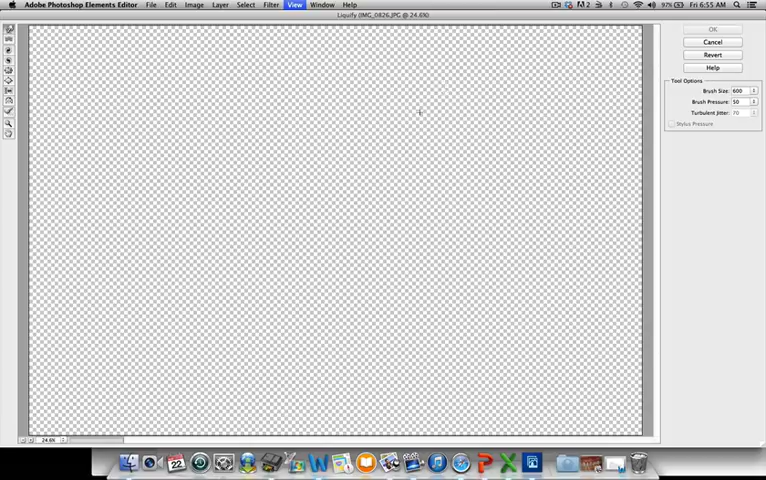 Adobe Photoshop Elements Editor File Edit Image Layer Select Filter View Window Help 2 97% Fri 6:55 AM
Liquify (IMG_0826.JPG @ 24.6%)
OK
Cancel
Revert
Help
Tool Options
Brush Size: 600
Brush Pressure: 50
Turbulent Jitter: 70
Stylus Pressure
24.6%
22
W
P
X